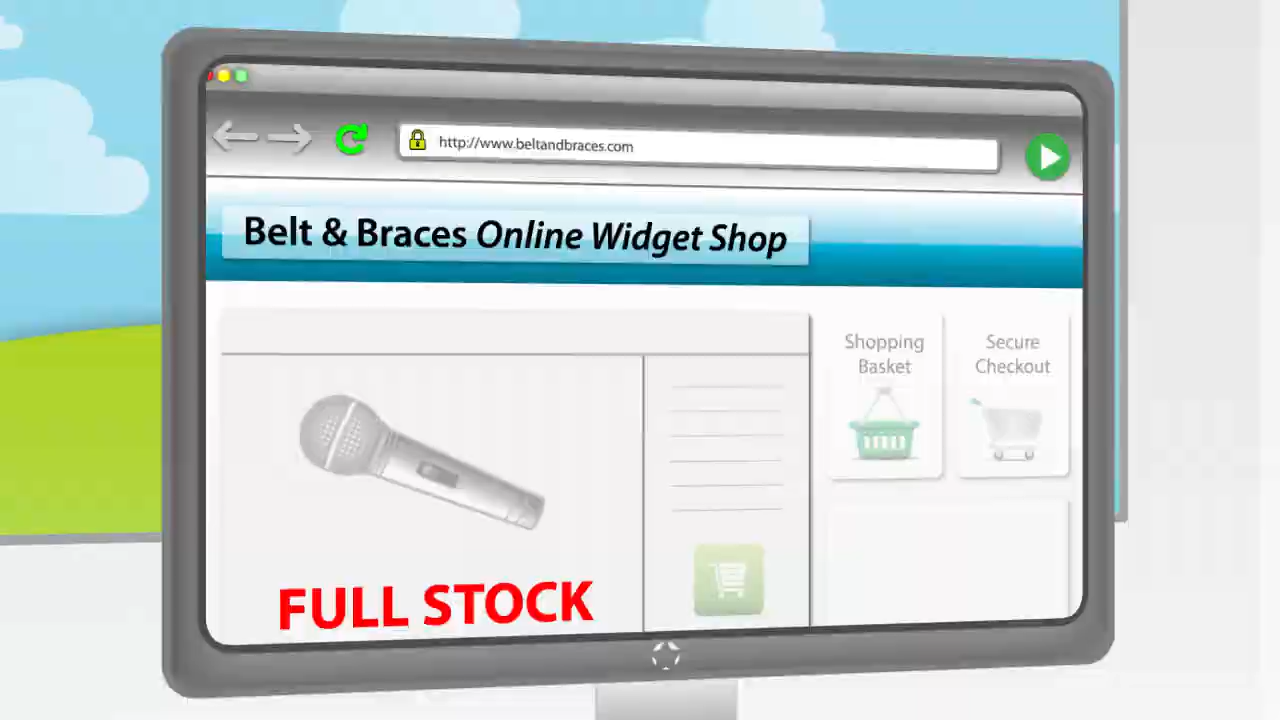 http://www.beltandbraces.com
Belt & Braces Online Widget Shop
Shopping
Basket
Secure
Checkout
FULL STOCK